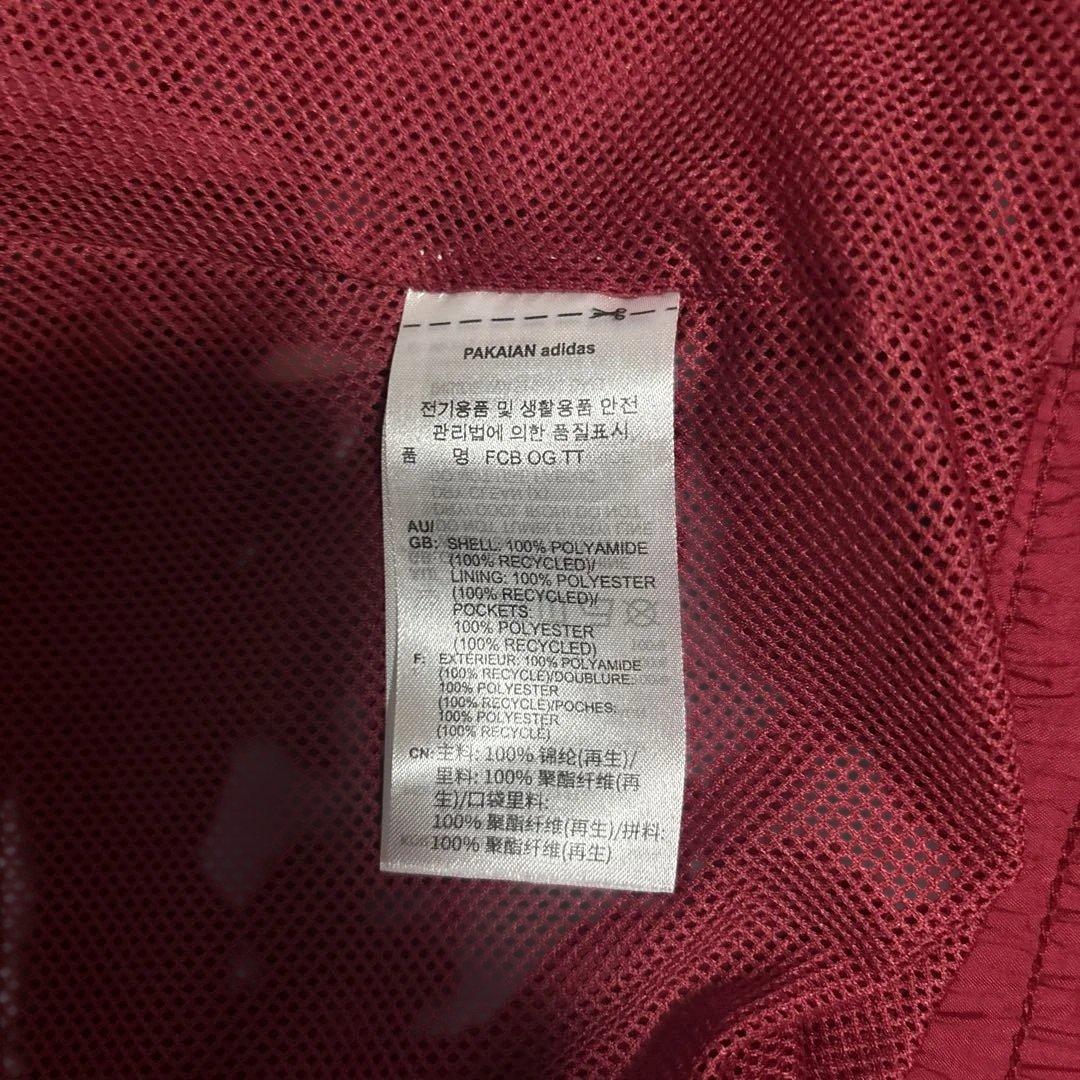 PAKAIAN adidas
전기용품 및 생활용품 안전
관리법에 의한 품질표시
품 명 FCB OG TT
AU/
GB: SHELL: 100% POLYAMIDE
(100% RECYCLED)/
LINING: 100% POLYESTER
(100% RECYCLED)/
POCKETS:
100% POLYESTER
(100% RECYCLED)
F: EXTERIEUR: 100% POLYAMIDE
(100% RECYCLE)/DOUBLURE:
100% POLYESTER
(100% RECYCLE)/POCHES:
100% POLYESTER
(100% RECYCLE)
CN: 主料: 100% 锦纶(再生)/
里料: 100% 聚酯纤维(再
生)/口袋里料:
100% 聚酯纤维(再生)/拼料:
100% 聚酯纤维(再生)